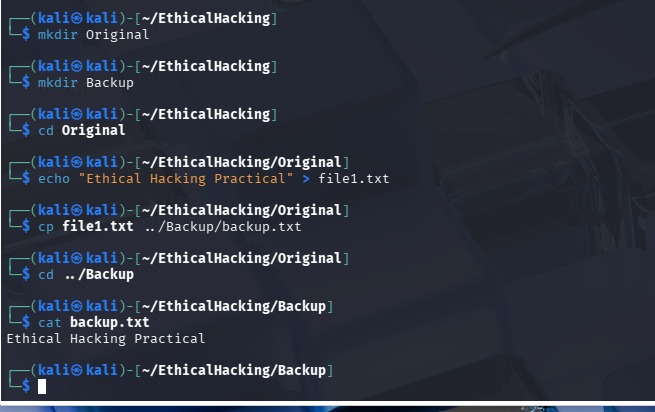 ┌──(kali㉿kali)-[~/EthicalHacking]
└─$ mkdir Original
┌──(kali㉿kali)-[~/EthicalHacking]
└─$ mkdir Backup
┌──(kali㉿kali)-[~/EthicalHacking]
└─$ cd Original
┌──(kali㉿kali)-[~/EthicalHacking/Original]
└─$ echo "Ethical Hacking Practical" > file1.txt
┌──(kali㉿kali)-[~/EthicalHacking/Original]
└─$ cp file1.txt ../Backup/backup.txt
┌──(kali㉿kali)-[~/EthicalHacking/Original]
└─$ cd ../Backup
┌──(kali㉿kali)-[~/EthicalHacking/Backup]
└─$ cat backup.txt
Ethical Hacking Practical
┌──(kali㉿kali)-[~/EthicalHacking/Backup]
└─$